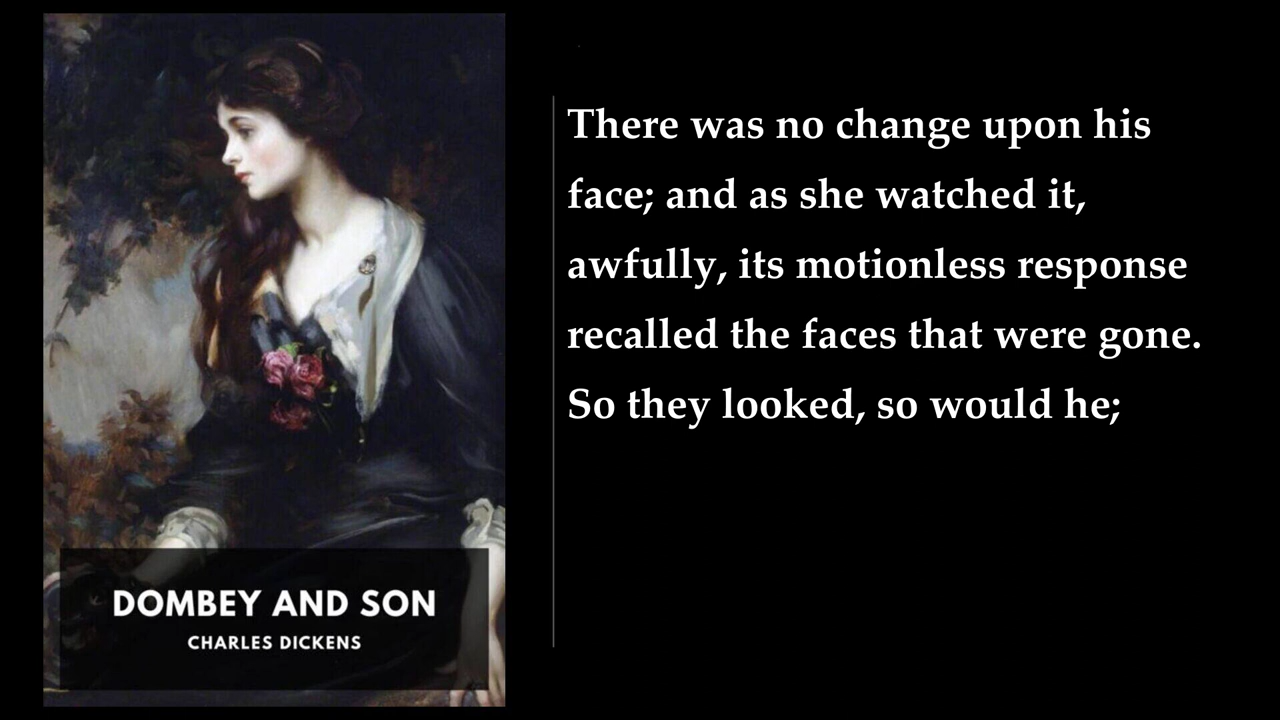 DOMBEY AND SON
CHARLES DICKENS
There was no change upon his
face; and as she watched it,
awfully, its motionless response
recalled the faces that were gone.
So they looked, so would he;